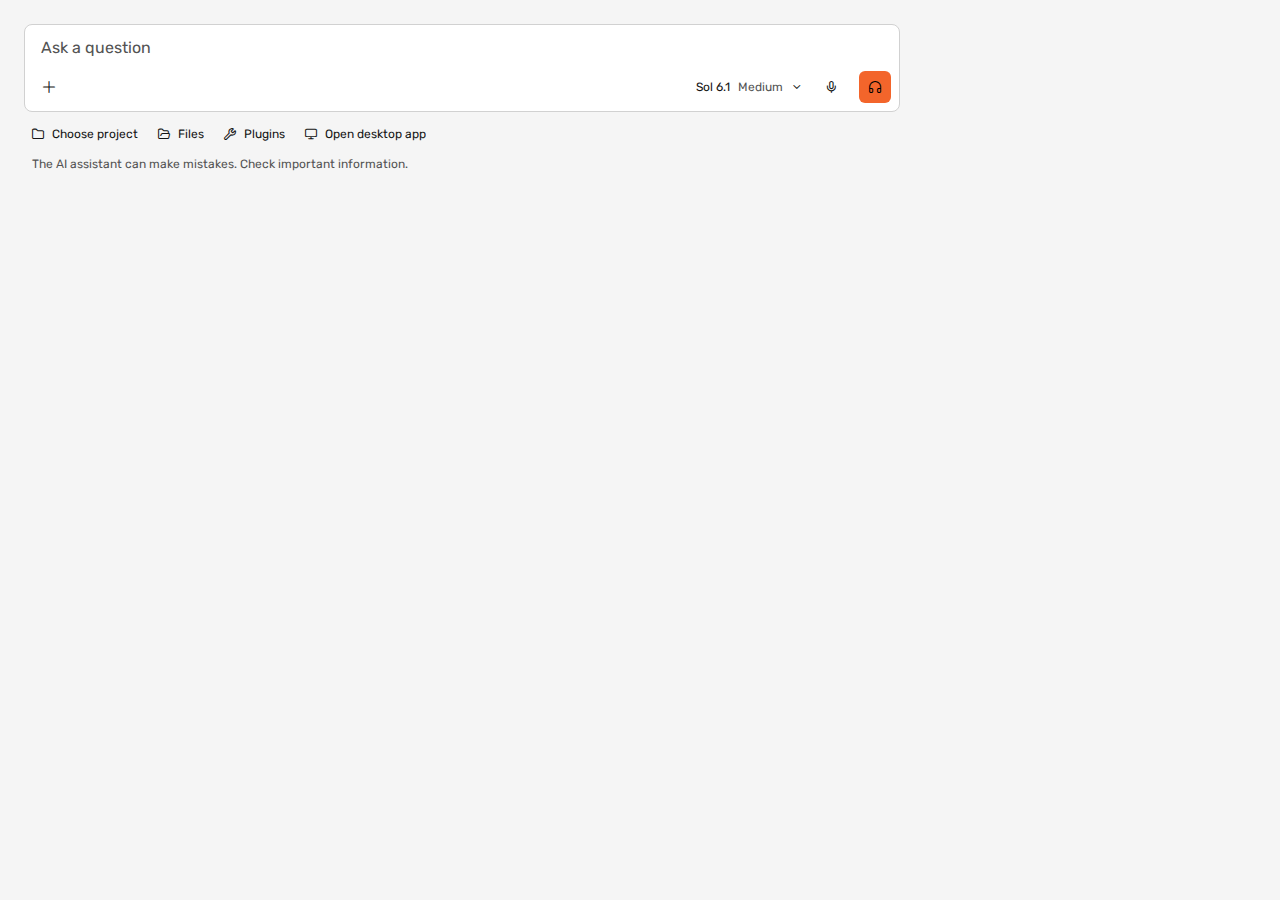 Ask a question
Sol 6.1 Medium
Choose project Files Plugins Open desktop app
The AI assistant can make mistakes. Check important information.